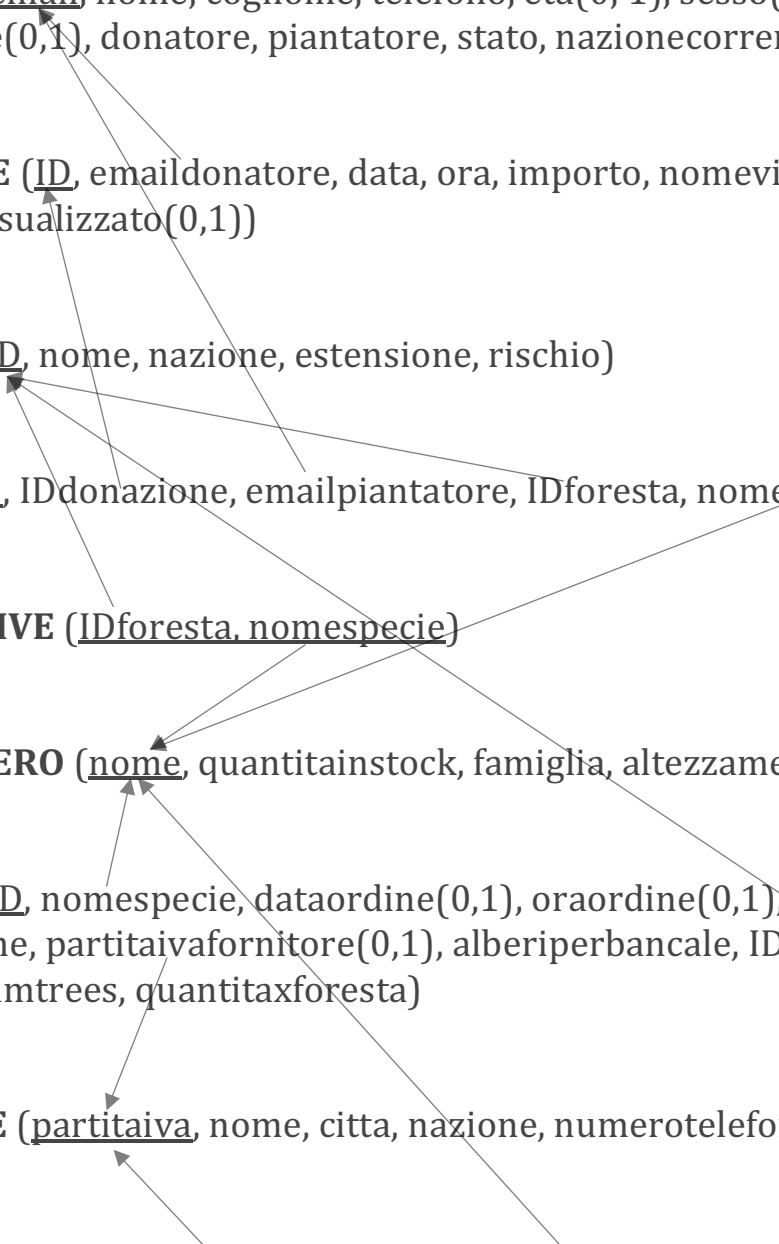 email, nome, cognome, telefono, eta(0, 1), sesso(
e(0,1), donatore, piantatore, stato, nazionecorren
E (ID, emaildonatore, data, ora, importo, nomevi
sualizzato(0,1))
D, nome, nazione, estensione, rischio)
, IDdonazione, emailpiantatore, IDforesta, nome
IVE (IDforesta, nomespecie)
ERO (nome, quantitainstock, famiglia, altezzame
D, nomespecie, dataordine(0,1), oraordine(0,1),
ne, partitaivafornitore(0,1), alberiperbancale, ID
mtrees, quantitaxforesta)
E (partitaiva, nome, citta, nazione, numerotelefo